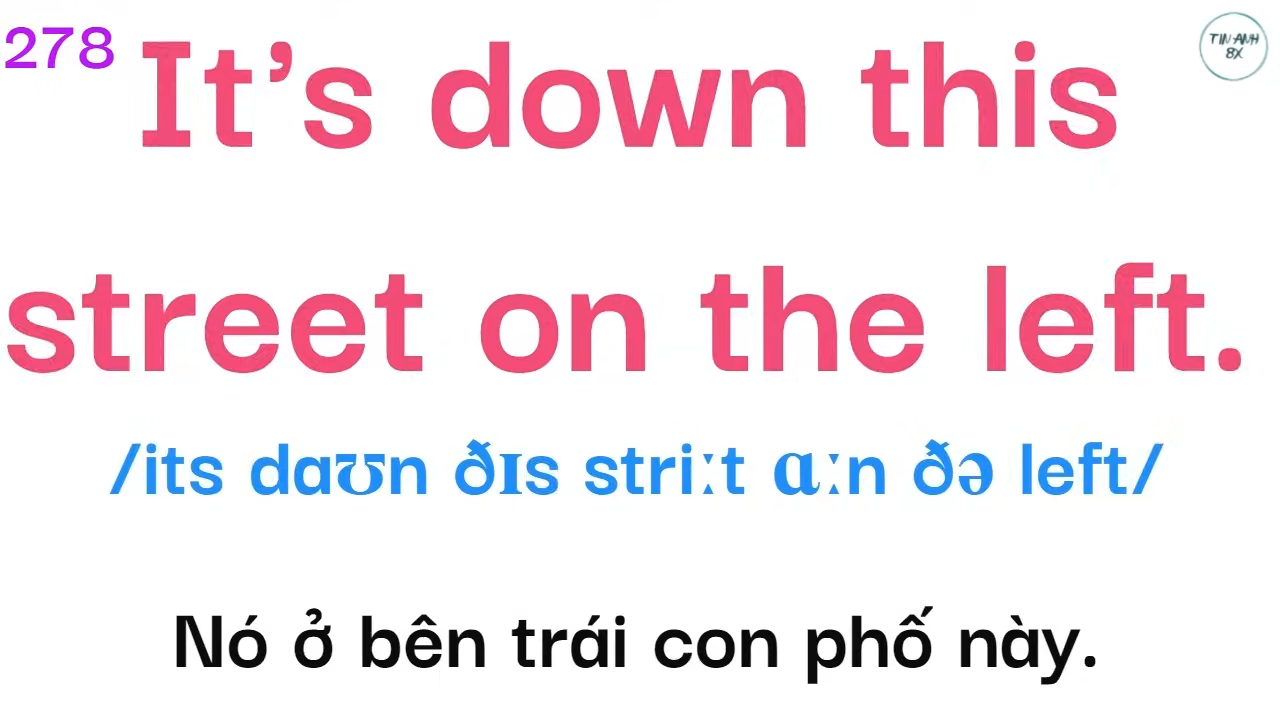 278
It’s down this
street on the left.
/its daʊn ðɪs striːt ɑːn ðə left/
Nó ở bên trái con phố này.
TIN ANH
8X